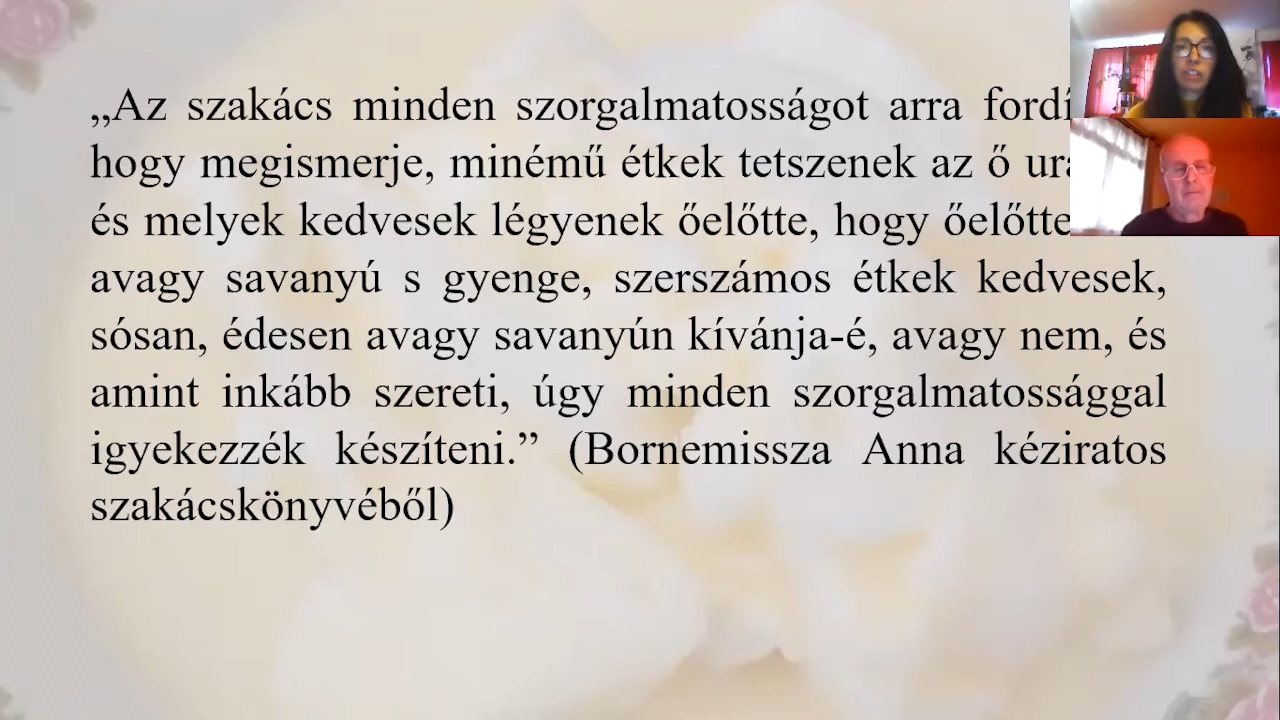 „Az szakács minden szorgalmatosságot arra
hogy megismerje, minémű étkek tetszenek az ő
és melyek kedvesek légyenek őelőtte, hogy őelőtte
avagy savanyú s gyenge, szerszámos étkek kedvesek,
sósan, édesen avagy savanyún kívánja-é, avagy nem, és
amint inkább szereti, úgy minden szorgalmatossággal
igyekezzék készíteni.” (Bornemissza Anna kéziratos
szakácskönyvéből)